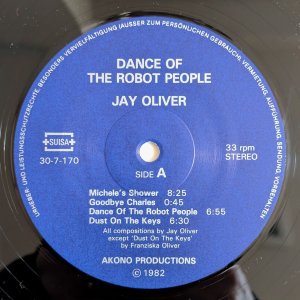 URHEBER- UND LEISTUNGSSCHUTZRECHTE, BESONDERS VERVIELFÄLTIGUNG (AUSSER ZUM PERSÖNLICHEN GEBRAUCH), VERMIETUNG, AUFFÜHRUNG, SENDUNG,
DANCE OF
THE ROBOT PEOPLE
JAY OLIVER
SUISA
30-7-170
SIDE A
33 rpm
STEREO
Michele's Shower 8:25
Goodbye Charles 0:45
Dance Of The Robot People 6:55
Dust On The Keys 6:30
All compositions by Jay Oliver
except 'Dust On The Keys'
by Franziska Oliver
AKONO PRODUCTIONS
© 1982